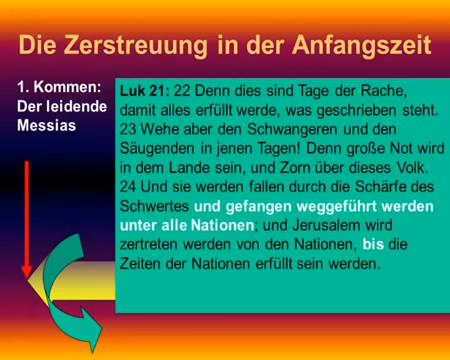 Die Zerstreuung in der Anfangszeit
1. Kommen:
Der leidende
Messias
Luk 21: 22 Denn dies sind Tage der Rache,
damit alles erfüllt werde, was geschrieben steht.
23 Wehe aber den Schwangeren und den
Säugenden in jenen Tagen! Denn große Not wird
in dem Lande sein, und Zorn über dieses Volk.
24 Und sie werden fallen durch die Schärfe des
Schwertes und gefangen weggeführt werden
unter alle Nationen; und Jerusalem wird
zertreten werden von den Nationen, bis die
Zeiten der Nationen erfüllt sein werden.